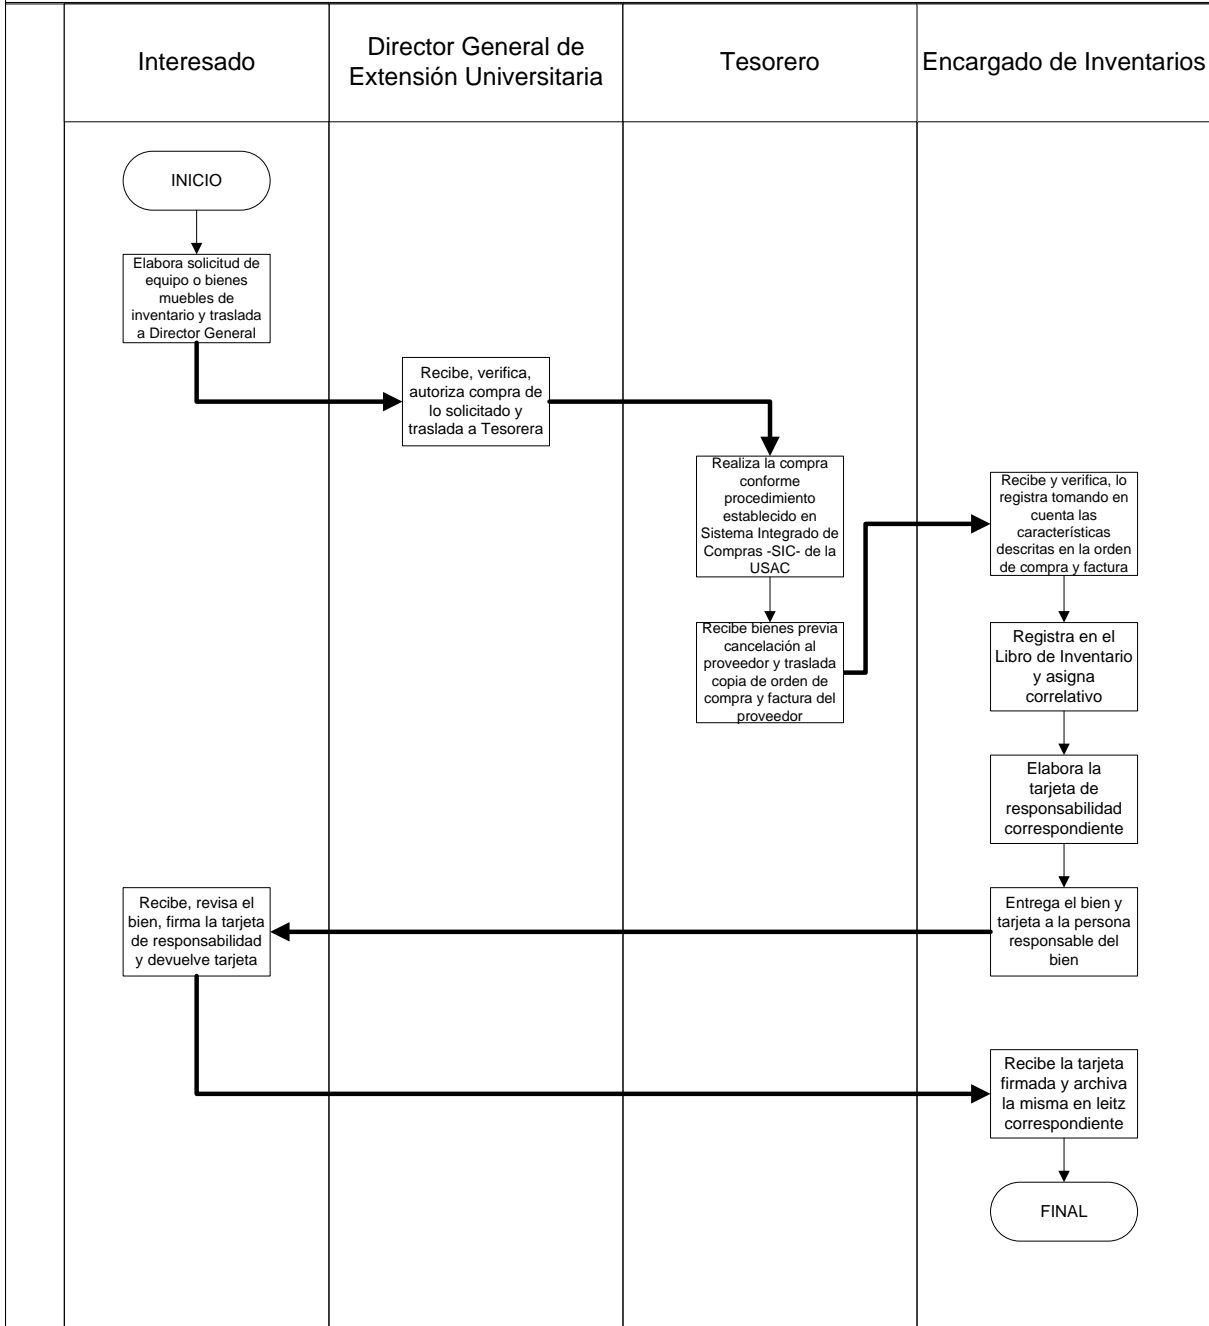 Interesado
Director General de
Extensión Universitaria
Tesorero
Encargado de Inventarios
INICIO
Elabora solicitud de
equipo o bienes
muebles de
inventario y traslada
a Director General
Recibe, verifica,
autoriza compra de
lo solicitado y
traslada a Tesorera
Realiza la compra
conforme
procedimiento
establecido en
Sistema Integrado de
Compras -SIC- de la
USAC
Recibe bienes previa
cancelación al
proveedor y traslada
copia de orden de
compra y factura del
proveedor
Recibe y verifica, lo
registra tomando en
cuenta las
características
descritas en la orden
de compra y factura
Registra en el
Libro de Inventario
y asigna
correlativo
Elabora la
tarjeta de
responsabilidad
correspondiente
Entrega el bien y
tarjeta a la persona
responsable del
bien
Recibe, revisa el
bien, firma la tarjeta
de responsabilidad
y devuelve tarjeta
Recibe la tarjeta
firmada y archiva
la misma en leitz
correspondiente
FINAL